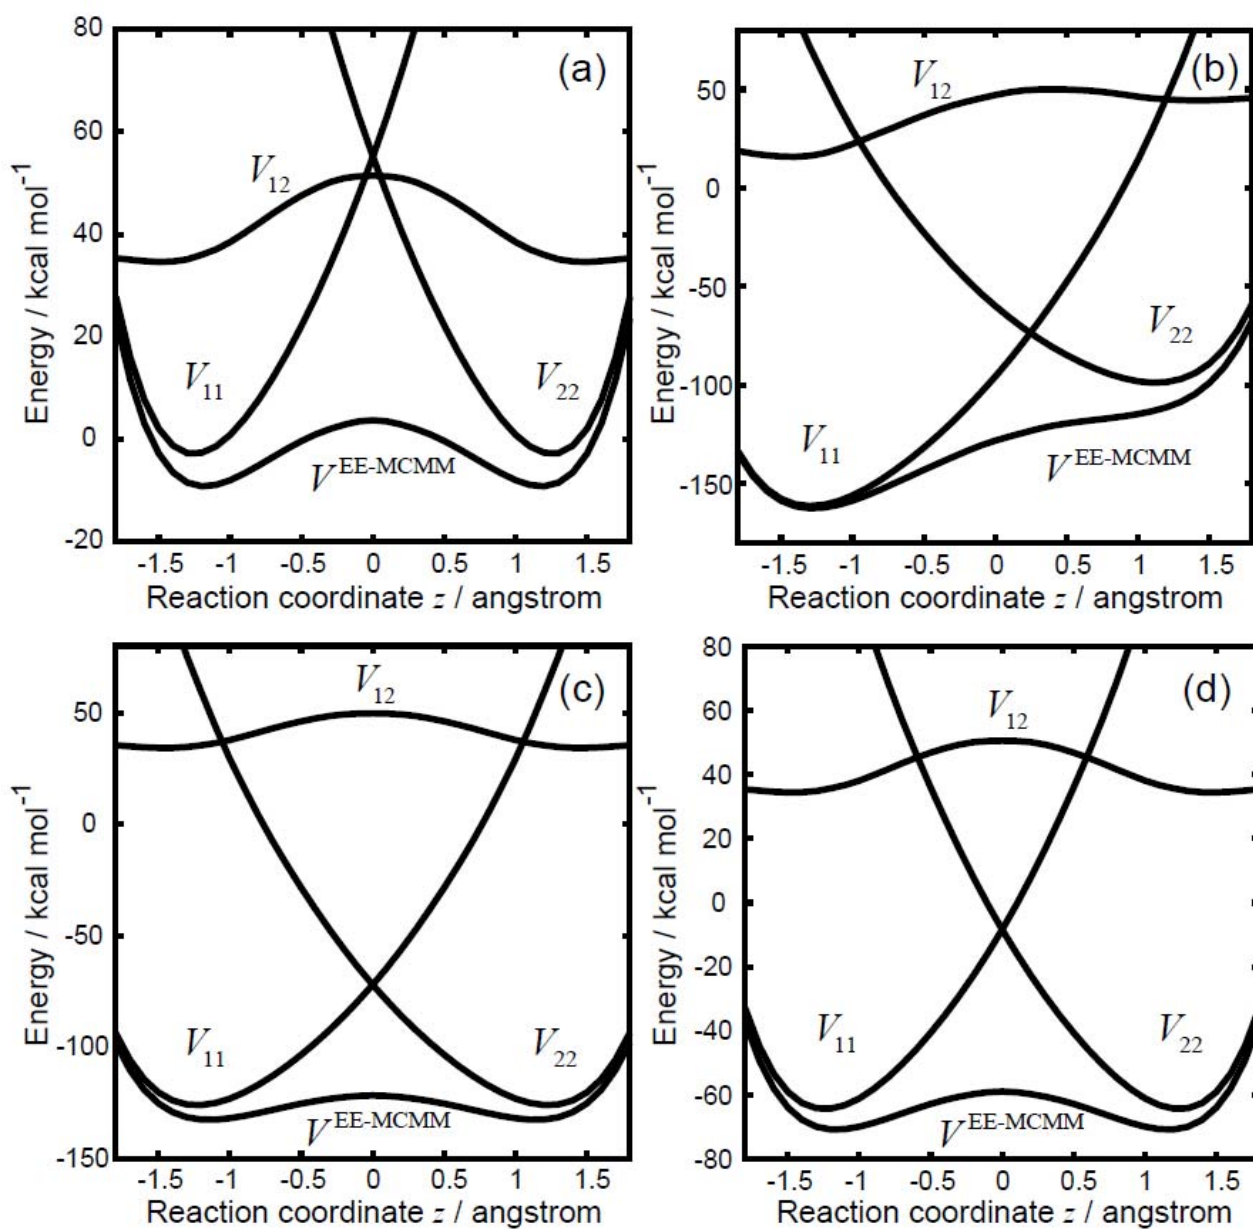 (a)
Energy / kcal mol⁻¹
80
60
40
20
0
-20
V₁₂
V₁₁
V₂₂
V^EE-MCMM
-1.5 -1 -0.5 0 0.5 1 1.5
Reaction coordinate z / angstrom
(b)
Energy / kcal mol⁻¹
50
0
-50
-100
-150
V₁₂
V₂₂
V₁₁
V^EE-MCMM
-1.5 -1 -0.5 0 0.5 1 1.5
Reaction coordinate z / angstrom
(c)
Energy / kcal mol⁻¹
50
0
-50
-100
-150
V₁₂
V₁₁
V₂₂
V^EE-MCMM
-1.5 -1 -0.5 0 0.5 1 1.5
Reaction coordinate z / angstrom
(d)
Energy / kcal mol⁻¹
80
60
40
20
0
-20
-40
-60
-80
V₁₂
V₁₁
V₂₂
V^EE-MCMM
-1.5 -1 -0.5 0 0.5 1 1.5
Reaction coordinate z / angstrom